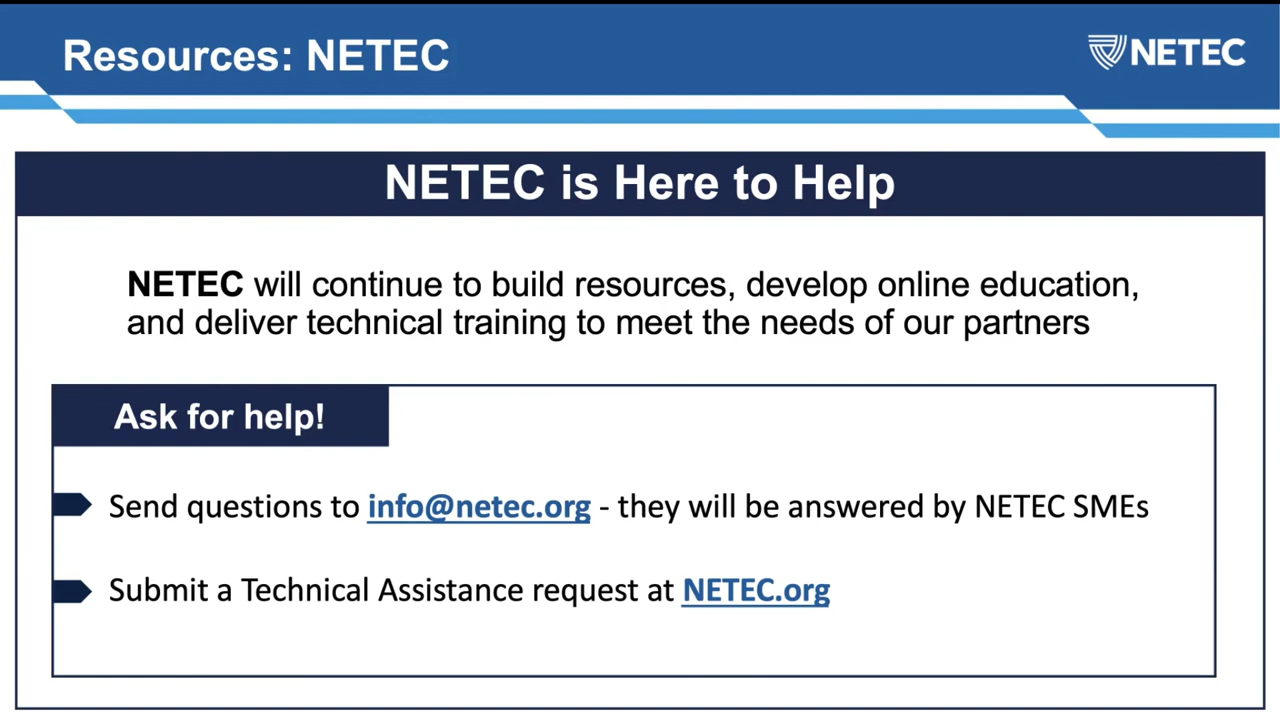 Resources: NETEC
NETEC
NETEC is Here to Help
NETEC will continue to build resources, develop online education,
and deliver technical training to meet the needs of our partners
Ask for help!
Send questions to info@netec.org - they will be answered by NETEC SMEs
Submit a Technical Assistance request at NETEC.org